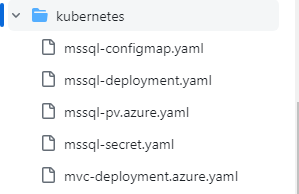 kubernetes
mssql-configmap.yaml
mssql-deployment.yaml
mssql-pv.azure.yaml
mssql-secret.yaml
mvc-deployment.azure.yaml